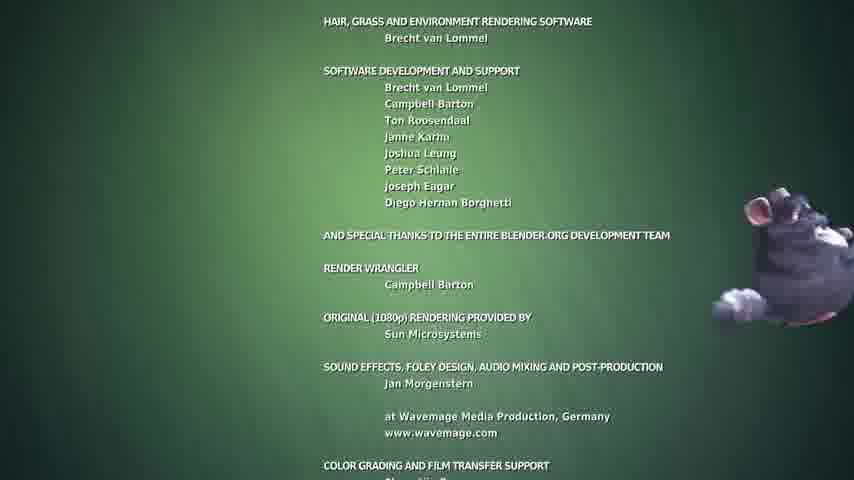 HAIR, GRASS AND ENVIRONMENT RENDERING SOFTWARE
Brecht van Lommel
SOFTWARE DEVELOPMENT AND SUPPORT
Brecht van Lommel
Campbell Barton
Ton Roosendaal
Janne Karhu
Joshua Leung
Peter Schlaile
Joseph Eagar
Diego Hernan Borghetti
AND SPECIAL THANKS TO THE ENTIRE BLENDER.ORG DEVELOPMENT TEAM
RENDER WRANGLER
Campbell Barton
ORIGINAL (1080p) RENDERING PROVIDED BY
Sun Microsystems
SOUND EFFECTS, FOLEY DESIGN, AUDIO MIXING AND POST-PRODUCTION
Jan Morgenstern
at Wavemage Media Production, Germany
www.wavemage.com
COLOR GRADING AND FILM TRANSFER SUPPORT